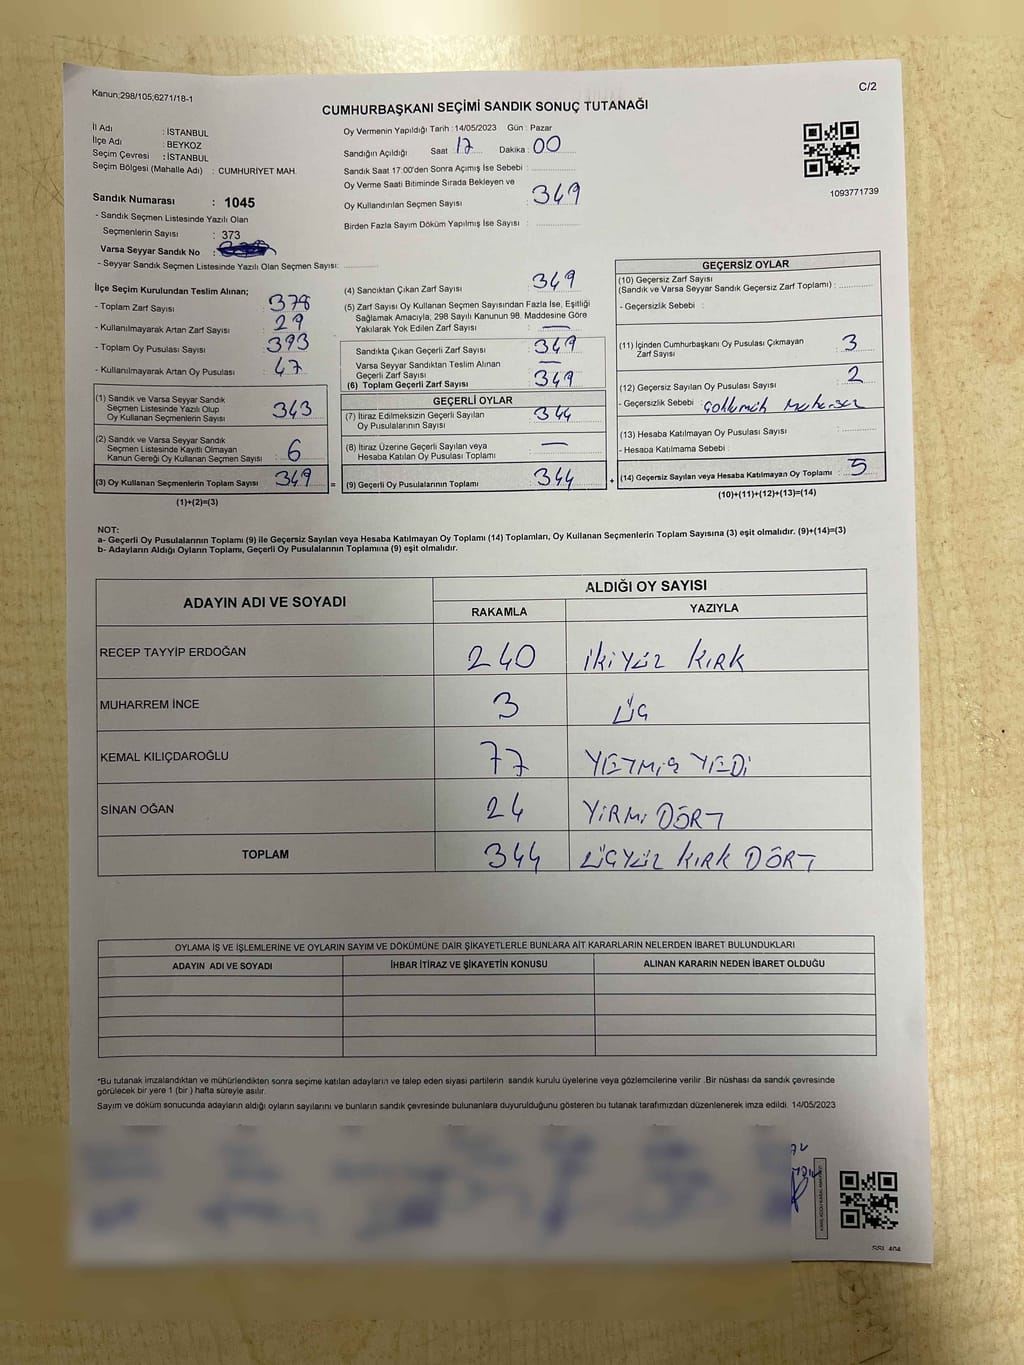 Kanun;298/105;6271/18-1
C/2
CUMHURBAŞKANI SEÇİMİ SANDIK SONUÇ TUTANAĞI
İl Adı : İSTANBUL
İlçe Adı : BEYKOZ
Seçim Çevresi : İSTANBUL
Seçim Bölgesi (Mahalle Adı) : CUMHURİYET MAH.
Sandık Numarası : 1045
- Sandık Seçmen Listesinde Yazılı Olan
Seçmenlerin Sayısı : 373
Varsa Seyyar Sandık No :
- Seyyar Sandık Seçmen Listesinde Yazılı Olan Seçmen Sayısı:
Oy Vermenin Yapıldığı Tarih : 14/05/2023 Gün : Pazar
Sandığın Açıldığı Saat : 17 Dakika : 00
Sandık Saat 17:00'den Sonra Açımış İse Sebebi :
Oy Verme Saati Bitiminde Sırada Bekleyen ve
Oy Kullandırılan Seçmen Sayısı : 349
Birden Fazla Sayım Döküm Yapılmış İse Sayısı :
1093771739
İlçe Seçim Kurulundan Teslim Alınan;
- Toplam Zarf Sayısı : 378
- Kullanılmayarak Artan Zarf Sayısı : 29
- Toplam Oy Pusulası Sayısı : 393
- Kullanılmayarak Artan Oy Pusulası : 47
(1) Sandık ve Varsa Seyyar Sandık
Seçmen Listesinde Yazılı Olup
Oy Kullanan Seçmenlerin Sayısı : 343
(2) Sandık ve Varsa Seyyar Sandık
Seçmen Listesinde Kayıtlı Olmayan
Kanun Gereği Oy Kullanan Seçmen Sayısı : 6
(3) Oy Kullanan Seçmenlerin Toplam Sayısı : 349
(1)+(2)=(3)
(4) Sandıktan Çıkan Zarf Sayısı : 349
(5) Zarf Sayısı Oy Kullanan Seçmen Sayısından Fazla İse, Eşitliği
Sağlamak Amacıyla; 298 Sayılı Kanunun 98. Maddesine Göre
Yakılarak Yok Edilen Zarf Sayısı : —
Sandıkta Çıkan Geçerli Zarf Sayısı : 349
Varsa Seyyar Sandıktan Teslim Alınan
Geçerli Zarf Sayısı : —
(6) Toplam Geçerli Zarf Sayısı : 349
GEÇERLİ OYLAR
(7) İtiraz Edilmeksizin Geçerli Sayılan
Oy Pusulalarının Sayısı : 344
(8) İtiraz Üzerine Geçerli Sayılan veya
Hesaba Katılan Oy Pusulası Toplamı : —
= (9) Geçerli Oy Pusulalarının Toplamı : 344
GEÇERSİZ OYLAR
(10) Geçersiz Zarf Sayısı
(Sandık ve Varsa Seyyar Sandık Geçersiz Zarf Toplamı) :
- Geçersizlik Sebebi :
(11) İçinden Cumhurbaşkanı Oy Pusulası Çıkmayan
Zarf Sayısı : 3
(12) Geçersiz Sayılan Oy Pusulası Sayısı : 2
- Geçersizlik Sebebi :
(13) Hesaba Katılmayan Oy Pusulası Sayısı :
- Hesaba Katılmama Sebebi :
+ (14) Geçersiz Sayılan veya Hesaba Katılmayan Oy Toplamı : 5
(10)+(11)+(12)+(13)=(14)
NOT:
a- Geçerli Oy Pusulalarının Toplamı (9) ile Geçersiz Sayılan veya Hesaba Katılmayan Oy Toplamı (14) Toplamları, Oy Kullanan Seçmenlerin Toplam Sayısına (3) eşit olmalıdır. (9)+(14)=(3)
b- Adayların Aldığı Oyların Toplamı, Geçerli Oy Pusulalarının Toplamına (9) eşit olmalıdır.
ADAYIN ADI VE SOYADI
ALDIĞI OY SAYISI
RAKAMLA YAZIYLA
RECEP TAYYİP ERDOĞAN 240 İKİYÜZ KIRK
MUHARREM İNCE 3 ÜÇ
KEMAL KILIÇDAROĞLU 77 YETMİŞ YEDİ
SİNAN OĞAN 24 YİRMİ DÖRT
TOPLAM 344 ÜÇYÜZ KIRK DÖRT
OYLAMA İŞ VE İŞLEMLERİNE VE OYLARIN SAYIM VE DÖKÜMÜNE DAİR ŞİKAYETLERLE BUNLARA AİT KARARLARIN NELERDEN İBARET BULUNDUKLARI
ADAYIN ADI VE SOYADI İHBAR İTİRAZ VE ŞİKAYETİN KONUSU ALINAN KARARIN NEDEN İBARET OLDUĞU
*Bu tutanak imzalandıktan ve mühürlendikten sonra seçime katılan adayların ve talep eden siyasi partilerin sandık kurulu üyelerine veya gözlemcilerine verilir .Bir nüshası da sandık çevresinde
görülecek bir yere 1 (bir ) hafta süreyle asılır.
Sayım ve döküm sonucunda adayların aldığı oyların sayılarını ve bunların sandık çevresinde bulunanlara duyurulduğunu gösteren bu tutanak tarafımızdan düzenlenerek imza edildi. 14/05/2023